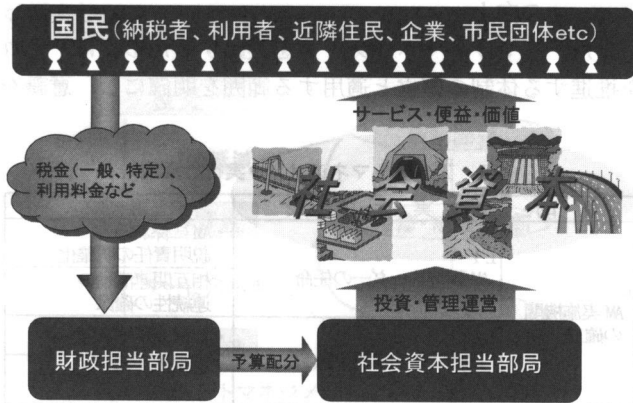 国民(納税者、利用者、近隣住民、企業、市民団体etc)
サービス・便益・価値
税金(一般、特定)、
利用料金など
社会資本
投資・管理運営
財政担当部局
予算配分
社会資本担当部局